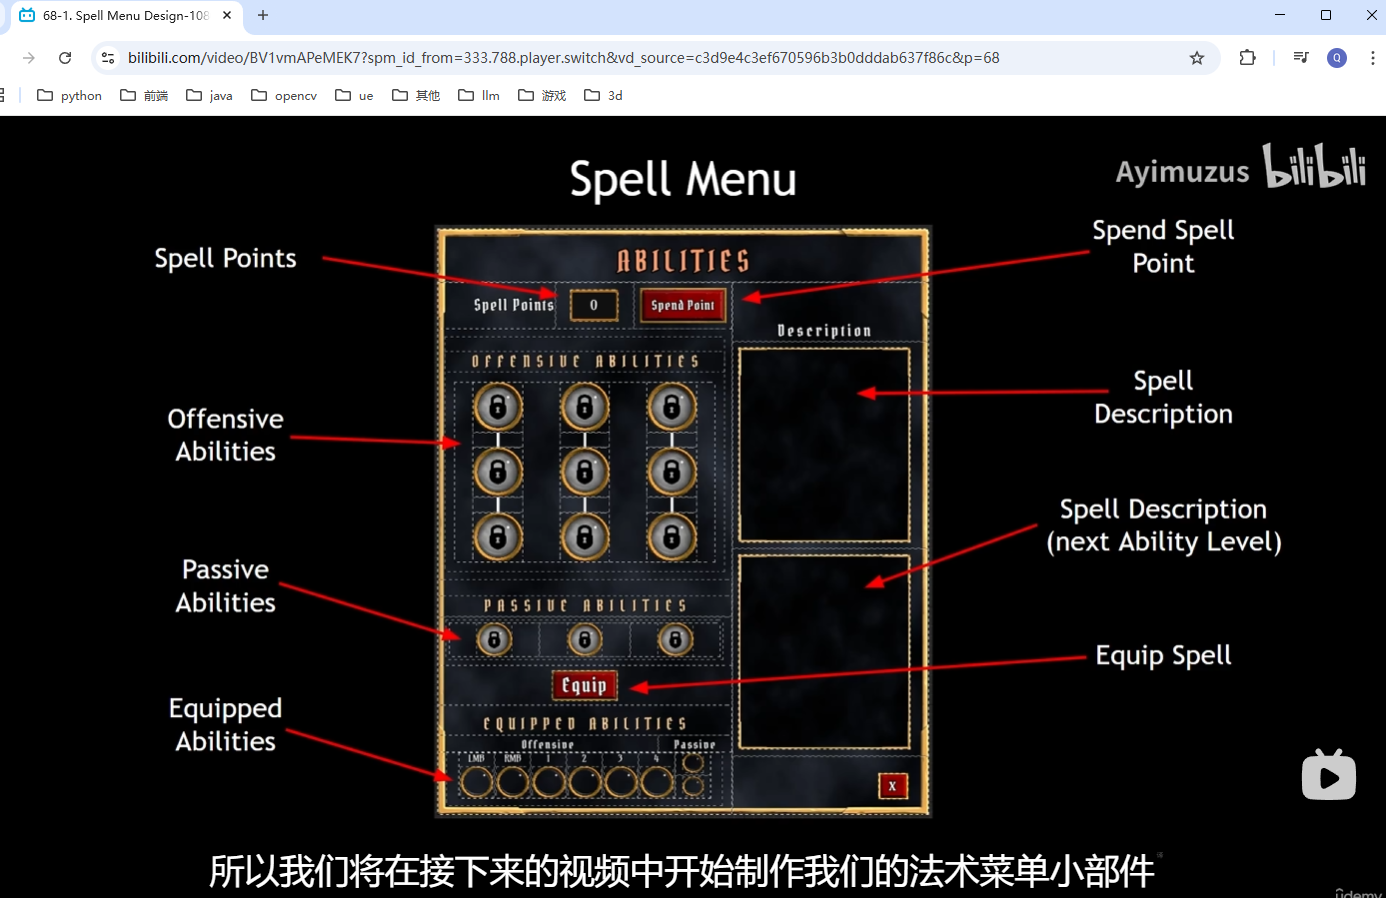 68-1. Spell Menu Design-108
bilibili.com/video/BV1vmAPeMEK7?spm_id_from=333.788.player.switch&vd_source=c3d9e4c3ef670596b3b0dddab637f86c&p=68
Q
python
前端
java
opencv
ue
其他
llm
游戏
3d
Spell Menu
Ayimuzus bilibili
Spell Points
Spend Spell
Point
ABILITIES
Spell Points
0
Spend Point
Description
OFFENSIVE ABILITIES
Offensive
Abilities
Spell
Description
Spell Description
(next Ability Level)
Passive
Abilities
PASSIVE ABILITIES
Equip
Equip Spell
Equipped
Abilities
EQUIPPED ABILITIES
Offensive
Passive
LMB
RMB
1
2
3
4
X
所以我们将在接下来的视频中开始制作我们的法术菜单小部件
udemy